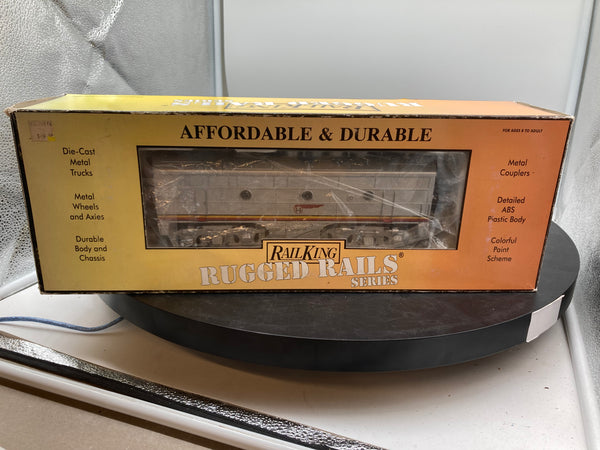 AFFORDABLE & DURABLE
FOR AGES 8 TO ADULT
Die-Cast
Metal
Trucks
Metal
Wheels
and Axles
Durable
Body and
Chassis
Metal
Couplers
Detailed
ABS
Plastic Body
Colorful
Paint
Scheme
RAILKING
RUGGED RAILS®
SERIES